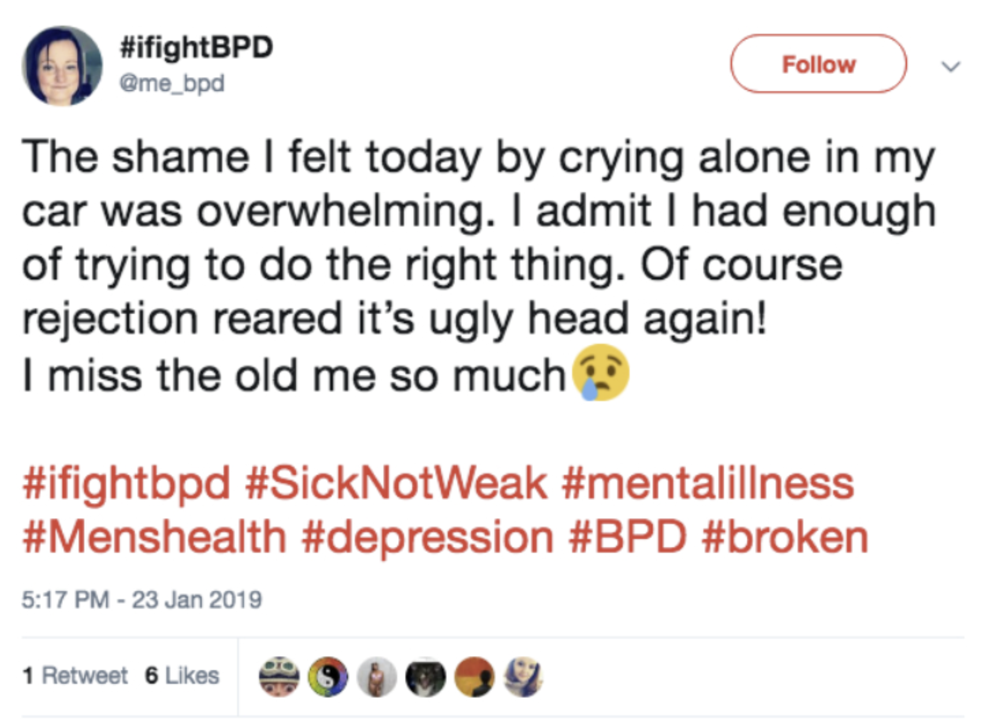 #ifightBPD
@me_bpd
Follow
The shame I felt today by crying alone in my
car was overwhelming. I admit I had enough
of trying to do the right thing. Of course
rejection reared it’s ugly head again!
I miss the old me so much😢
#ifightbpd #SickNotWeak #mentalillness
#Menshealth #depression #BPD #broken
5:17 PM - 23 Jan 2019
1 Retweet 6 Likes